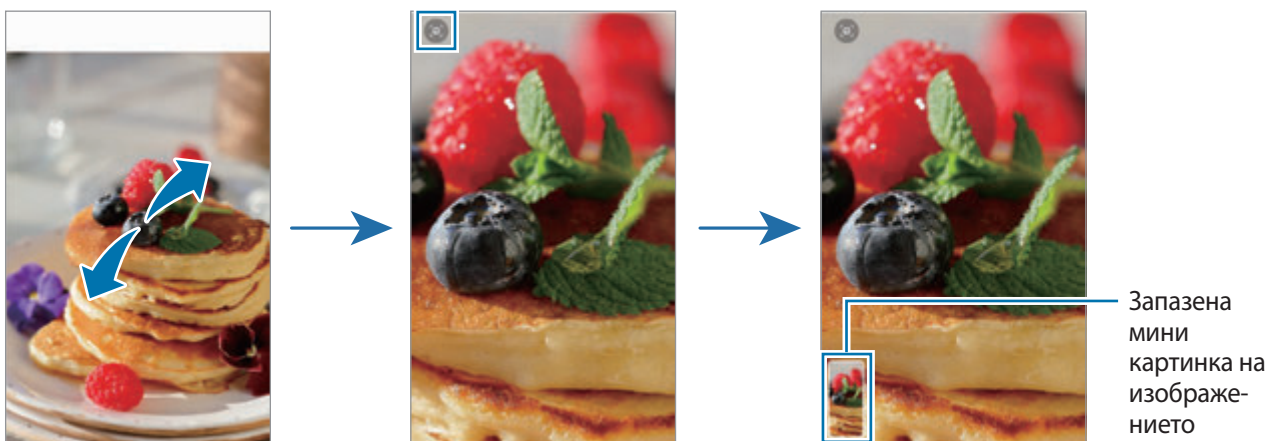 Запазена
мини
картинка на
изображе-
нието